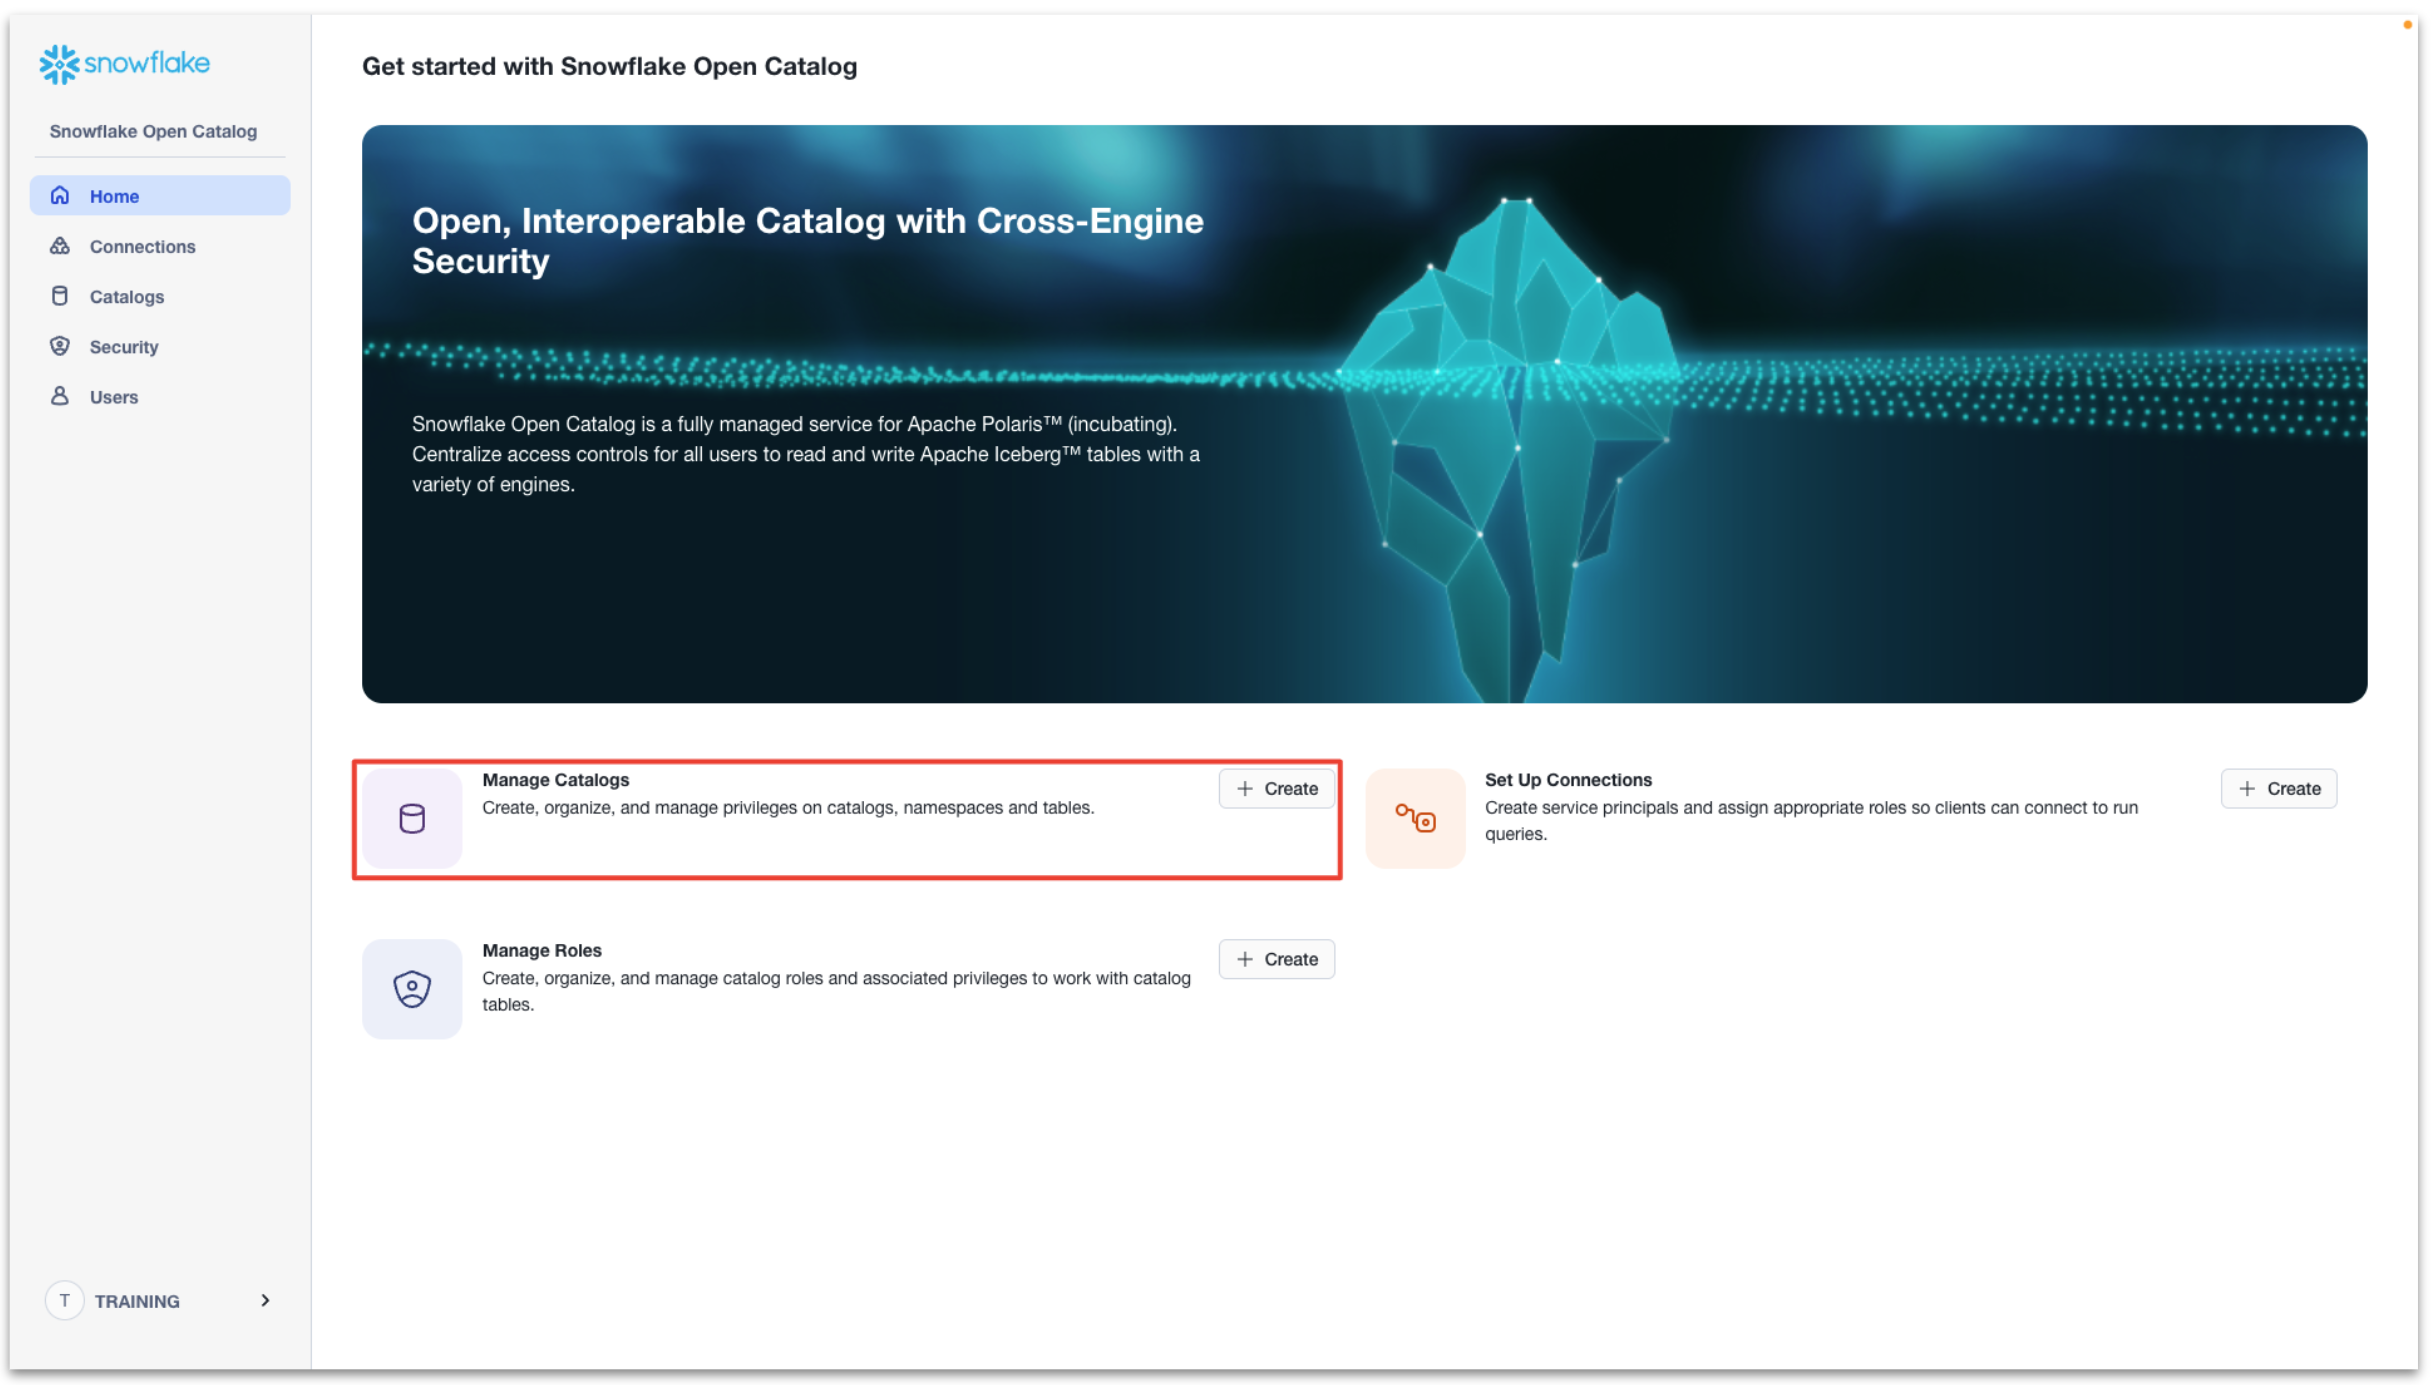 snowflake
Snowflake Open Catalog
Home
Connections
Catalogs
Security
Users
T TRAINING
Get started with Snowflake Open Catalog
Open, Interoperable Catalog with Cross-Engine
Security
Snowflake Open Catalog is a fully managed service for Apache Polaris™ (incubating).
Centralize access controls for all users to read and write Apache Iceberg™ tables with a
variety of engines.
Manage Catalogs
Create, organize, and manage privileges on catalogs, namespaces and tables.
+ Create
Set Up Connections
Create service principals and assign appropriate roles so clients can connect to run
queries.
+ Create
Manage Roles
Create, organize, and manage catalog roles and associated privileges to work with catalog
tables.
+ Create